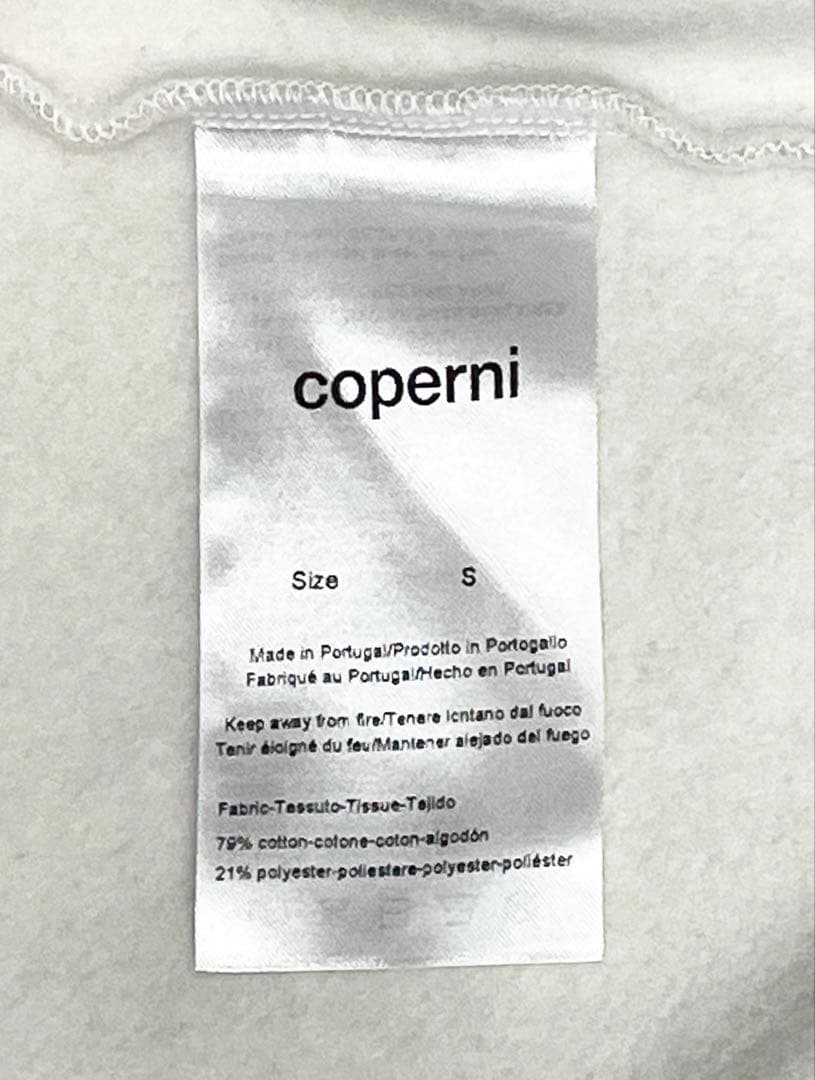 coperni
Size S
Made in Portugal/Prodotto in Portogallo
Fabriqué au Portugal/Hecho en Portugal
Keep away from fire/Tenere lontano dal fuoco
Tenir éloigné du feu/Mantener alejado del fuego
Fabric-Tessuto-Tissue-Tejido
79% cotton-cotone-coton-algodón
21% polyester-poliestere-polyester-poliéster